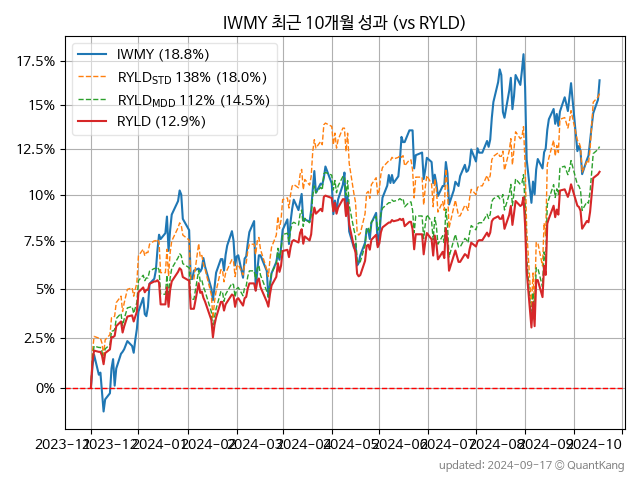 IWMY 최근 10개월 성과 (vs RYLD)
IWMY (18.8%)
RYLD_STD 138% (18.0%)
RYLD_MDD 112% (14.5%)
RYLD (12.9%)
17.5%
15%
12.5%
10%
7.5%
5%
2.5%
0%
2023-11 2023-12 2024-01 2024-02 2024-03 2024-04 2024-05 2024-06 2024-07 2024-08 2024-09 2024-10
updated: 2024-09-17 © QuantKang